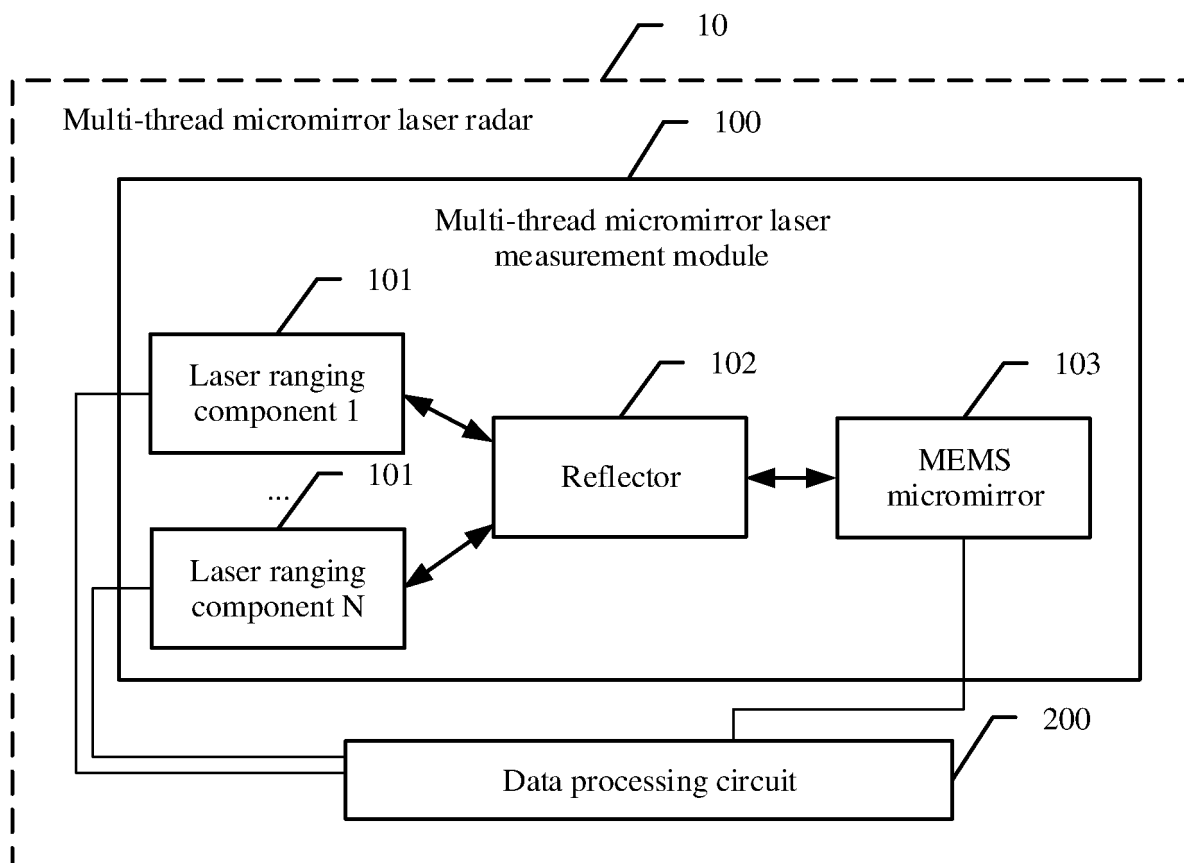 10
Multi-thread micromirror laser radar
100
Multi-thread micromirror laser
measurement module
101
Laser ranging
component 1
102
Reflector
103
MEMS
micromirror
...
101
Laser ranging
component N
200
Data processing circuit